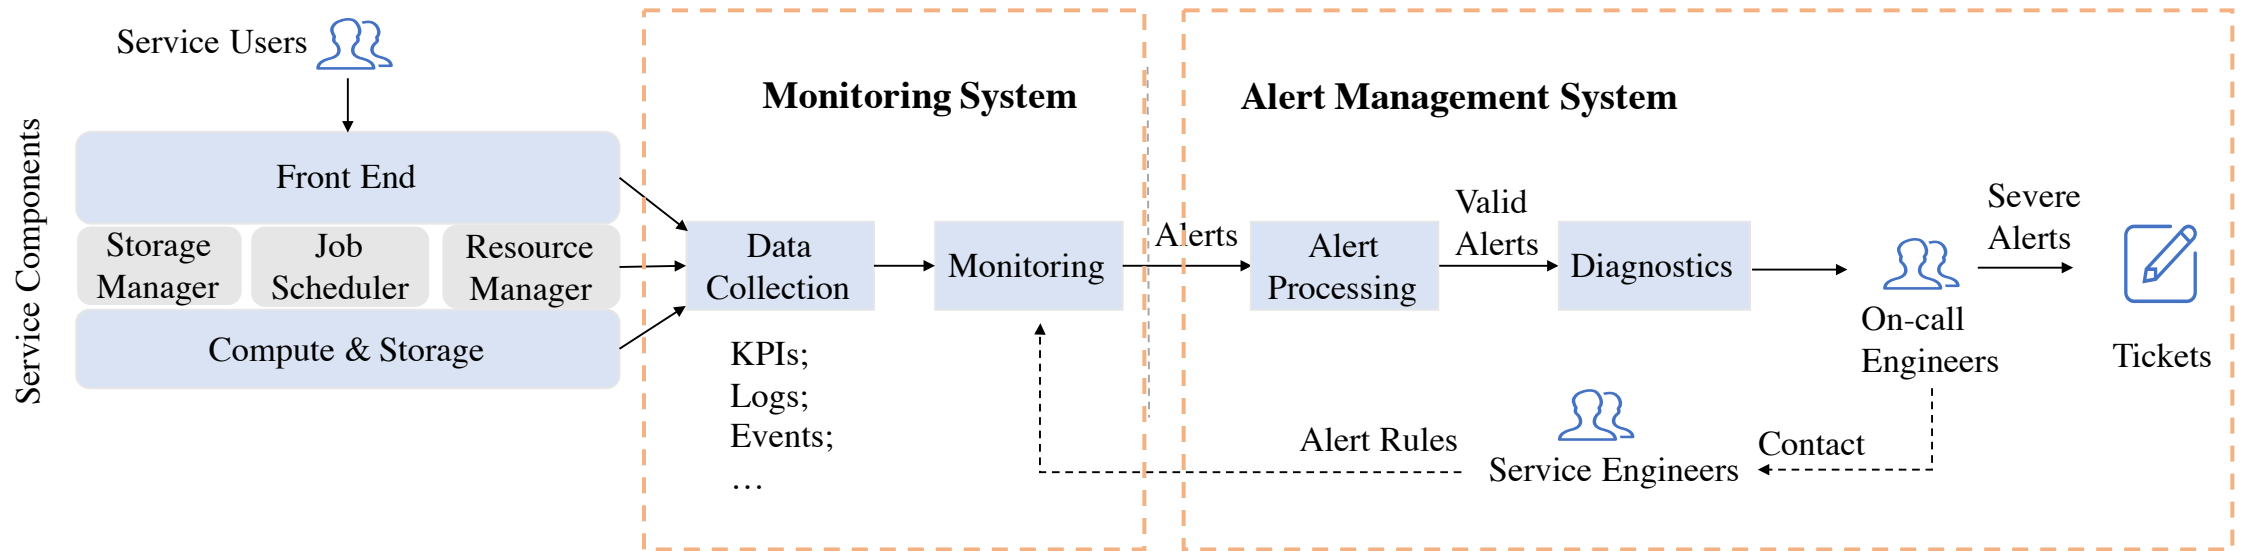 Service Users
Monitoring System
Alert Management System
Service Components
Front End
Storage
Manager
Job
Scheduler
Resource
Manager
Compute & Storage
Data
Collection
KPIs;
Logs;
Events;
…
Monitoring
Alerts
Alert
Processing
Valid
Alerts
Diagnostics
On-call
Engineers
Severe
Alerts
Tickets
Alert Rules
Service Engineers
Contact